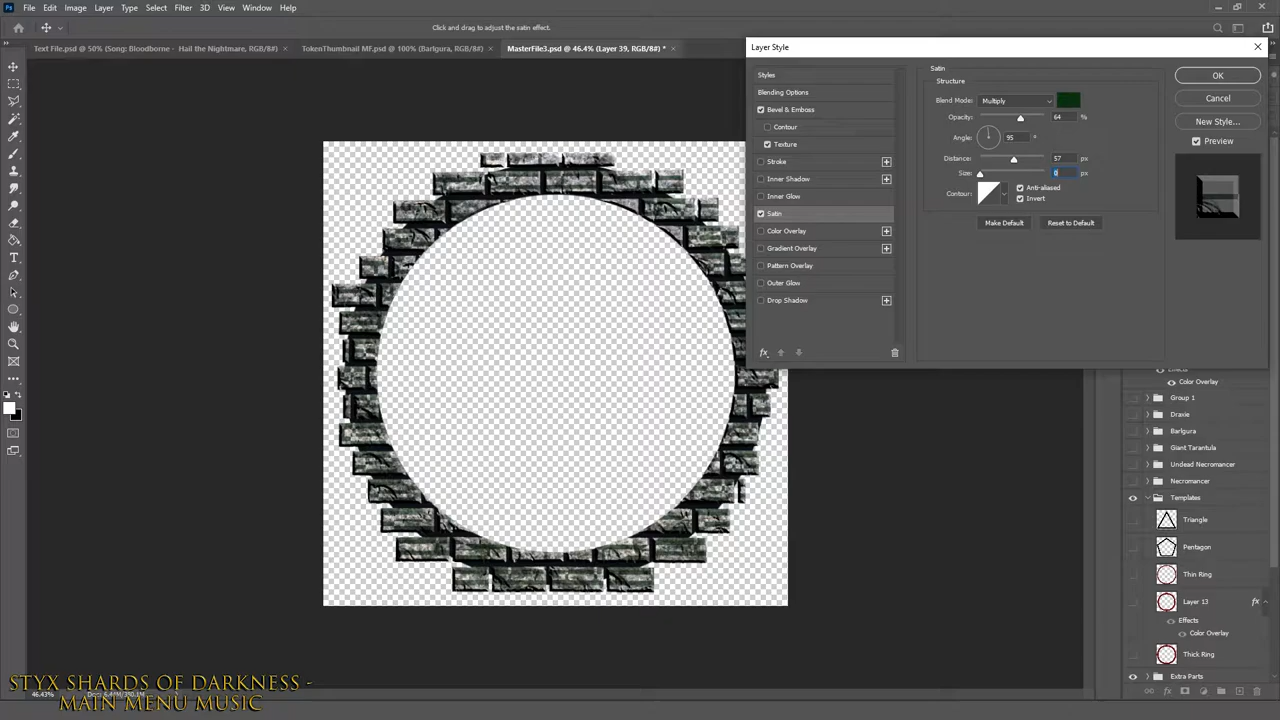 File Edit Image Layer Type Select Filter 3D View Window Help
Click and drag to adjust the satin effect.
Text File.psd @ 50% (Song: Bloodborne - Hail the Nightmare, RGB/8#) ×
TokenThumbnail MF.psd @ 100% (Barlgura, RGB/8#) ×
MasterFile3.psd @ 46.4% (Layer 39, RGB/8#) * ×
Layer Style
Styles
Blending Options
Bevel & Emboss
Contour
Texture
Stroke
Inner Shadow
Inner Glow
Satin
Color Overlay
Gradient Overlay
Pattern Overlay
Outer Glow
Drop Shadow
fx
Satin
Structure
Blend Mode: Multiply
Opacity: 64 %
Angle: 95 °
Distance: 57 px
Size: 0 px
Contour:
Anti-aliased
Invert
Make Default Reset to Default
OK
Cancel
New Style...
Preview
Effects
Color Overlay
Group 1
Draxie
Barlgura
Giant Tarantula
Undead Necromancer
Necromancer
Templates
Triangle
Pentagon
Thin Ring
Layer 13 fx
Effects
Color Overlay
Thick Ring
Extra Parts
STYX SHARDS OF DARKNESS -
MAIN MENU MUSIC
46.43%